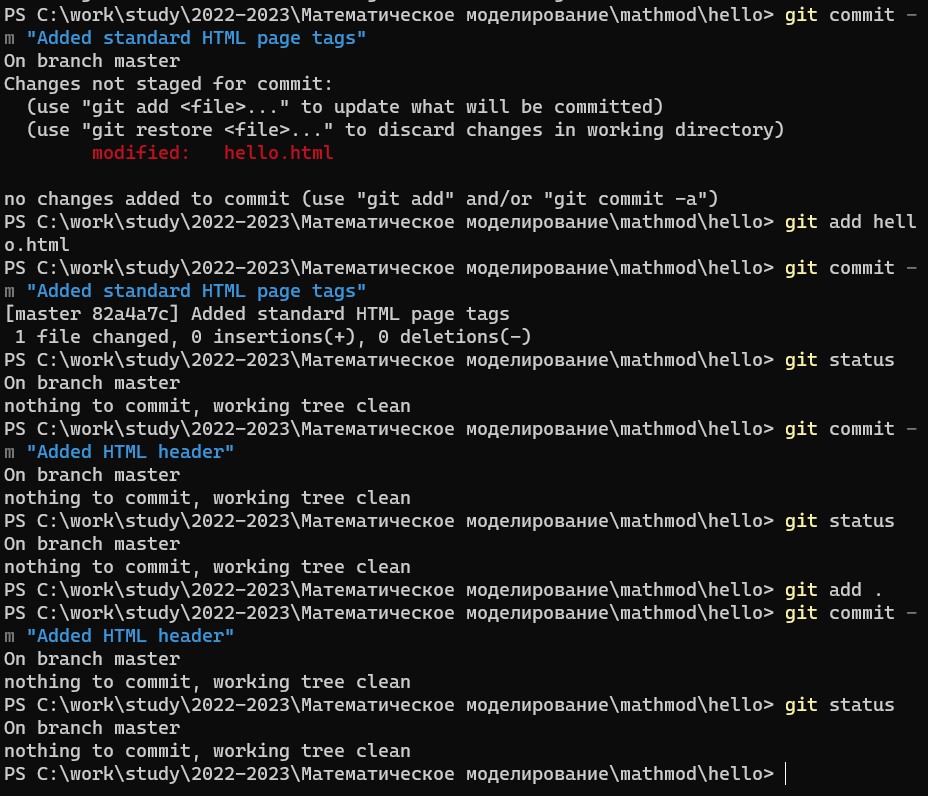 PS C:\work\study\2022-2023\Математическое моделирование\mathmod\hello> git commit -
m "Added standard HTML page tags"
On branch master
Changes not staged for commit:
  (use "git add <file>..." to update what will be committed)
  (use "git restore <file>..." to discard changes in working directory)
        modified:   hello.html

no changes added to commit (use "git add" and/or "git commit -a")
PS C:\work\study\2022-2023\Математическое моделирование\mathmod\hello> git add hell
o.html
PS C:\work\study\2022-2023\Математическое моделирование\mathmod\hello> git commit -
m "Added standard HTML page tags"
[master 82a4a7c] Added standard HTML page tags
 1 file changed, 0 insertions(+), 0 deletions(-)
PS C:\work\study\2022-2023\Математическое моделирование\mathmod\hello> git status
On branch master
nothing to commit, working tree clean
PS C:\work\study\2022-2023\Математическое моделирование\mathmod\hello> git commit -
m "Added HTML header"
On branch master
nothing to commit, working tree clean
PS C:\work\study\2022-2023\Математическое моделирование\mathmod\hello> git status
On branch master
nothing to commit, working tree clean
PS C:\work\study\2022-2023\Математическое моделирование\mathmod\hello> git add .
PS C:\work\study\2022-2023\Математическое моделирование\mathmod\hello> git commit -
m "Added HTML header"
On branch master
nothing to commit, working tree clean
PS C:\work\study\2022-2023\Математическое моделирование\mathmod\hello> git status
On branch master
nothing to commit, working tree clean
PS C:\work\study\2022-2023\Математическое моделирование\mathmod\hello>